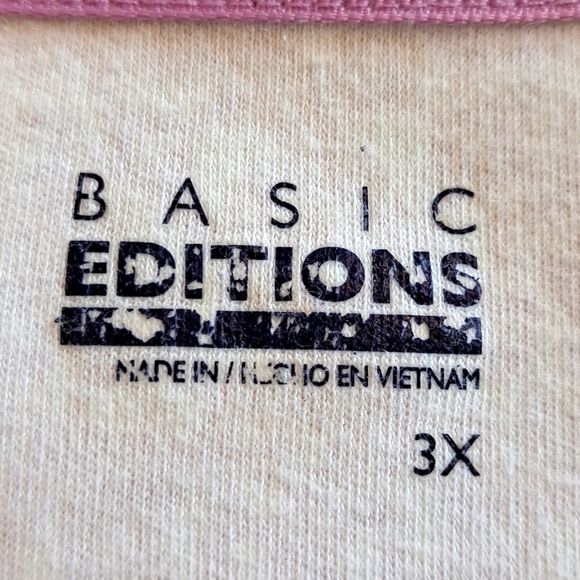 BASIC
EDITIONS
MADE IN / HECHO EN VIETNAM
3X